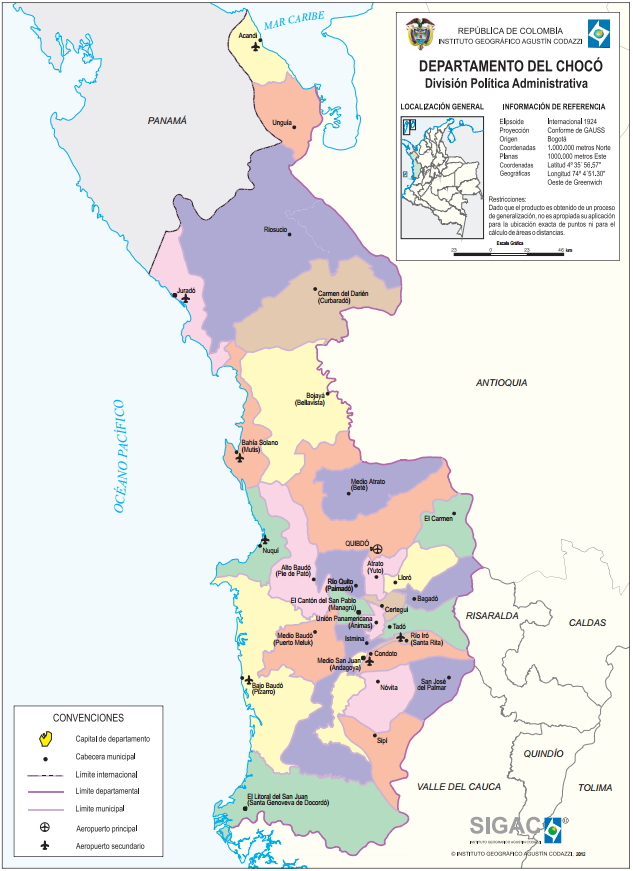 REPÚBLICA DE COLOMBIA
INSTITUTO GEOGRÁFICO AGUSTÍN CODAZZI
DEPARTAMENTO DEL CHOCÓ
División Política Administrativa
LOCALIZACIÓN GENERAL
INFORMACIÓN DE REFERENCIA
Elipsoide Internacional 1924
Proyección Conforme de GAUSS
Origen Bogotá
Coordenadas 1.000.000 metros Norte
Planas 1000,000 metros Este
Coordenadas Latitud 4º 35´ 56,57"
Geográficas Longitud 74º 4´51.30"
Oeste de Greenwich
Restricciones:
Dado que el producto es obtenido de un proceso
de generalización, no es apropiada su aplicación
para la ubicación exacta de puntos ni para el
cálculo de áreas o distancias.
Escala Gráfica
23 0 23 46 km
MAR CARIBE
Acandí
PANAMÁ
Unguía
Riosucio
Juradó
Carmen del Darién
(Curbaradó)
ANTIOQUIA
OCÉANO PACÍFICO
Bojayá
(Bellavista)
Bahía Solano
(Mutis)
Medio Atrato
(Beté)
El Carmen
QUIBDÓ
Nuquí
Alto Baudó
(Pie de Pató)
Atrato
(Yuto)
Río Quito
(Paimadó)
Lloró
El Cantón del San Pablo
(Managrú)
Bagadó
Certegui
Unión Panamericana
(Ánimas)
Tadó
RISARALDA
CALDAS
Medio Baudó
(Puerto Meluk)
Istmina
Río Iró
(Santa Rita)
Condoto
Medio San Juan
(Andagoya)
Bajo Baudó
(Pizarro)
Nóvita
San José
del Palmar
Sipí
QUINDÍO
VALLE DEL CAUCA
TOLIMA
El Litoral del San Juan
(Santa Genoveva de Docordó)
CONVENCIONES
Capital de departamento
Cabecera municipal
Límite internacional
Límite departamental
Límite municipal
Aeropuerto principal
Aeropuerto secundario
SIGAC®
INSTITUTO GEOGRÁFICO AGUSTÍN CODAZZI
© INSTITUTO GEOGRÁFICO AGUSTÍN CODAZZI, 2012